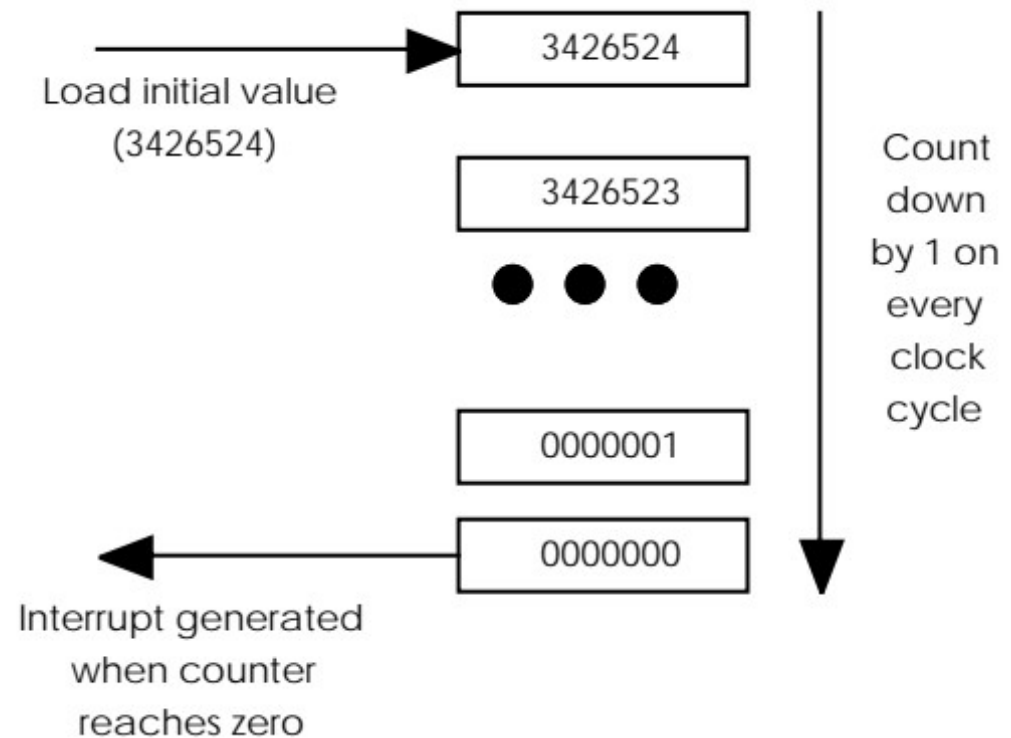 3426524
Load initial value
(3426524)
3426523
Count
down
by 1 on
every
clock
cycle
0000001
0000000
Interrupt generated
when counter
reaches zero